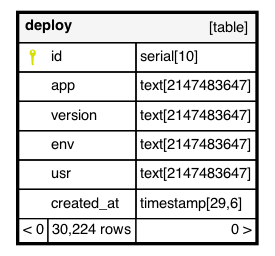 deploy [table]
id serial[10]
app text[2147483647]
version text[2147483647]
env text[2147483647]
usr text[2147483647]
created_at timestamp[29,6]
< 0 30,224 rows 0 >